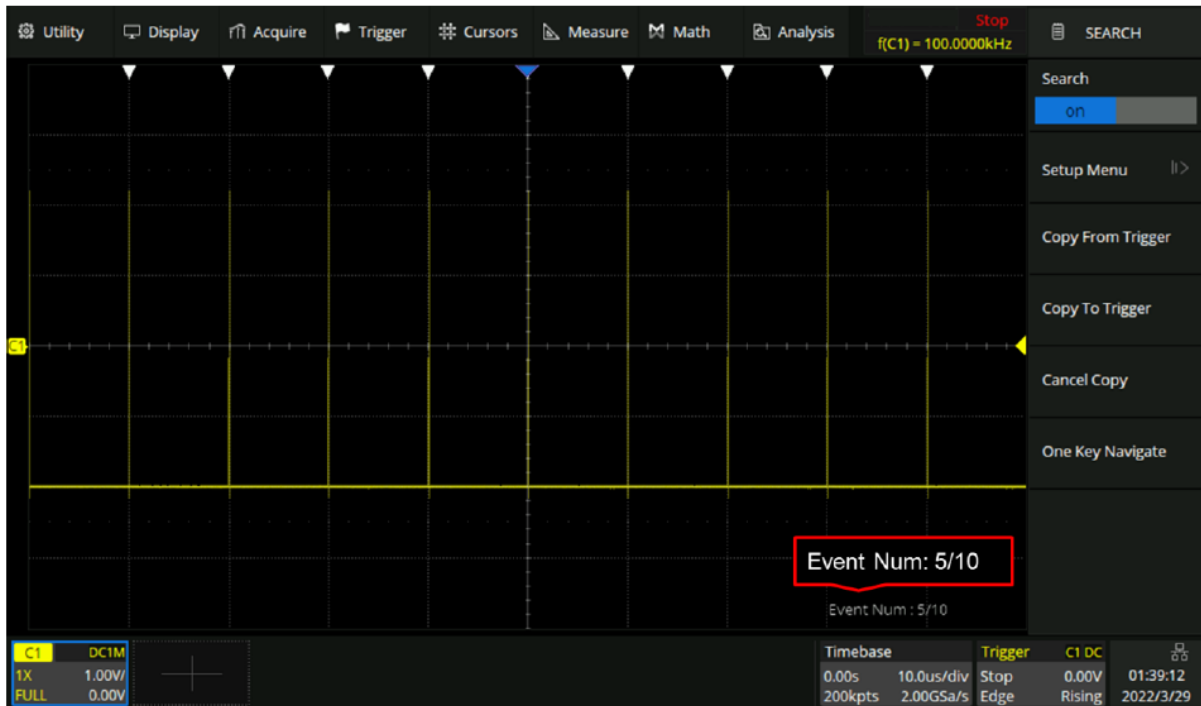 Utility Display Acquire Trigger Cursors Measure Math Analysis
Stop
f(C1) = 100.0000kHz
SEARCH
Search
on
Setup Menu
Copy From Trigger
Copy To Trigger
Cancel Copy
One Key Navigate
C1
Event Num: 5/10
Event Num : 5/10
C1 DC1M
1X 1.00V/
FULL 0.00V
Timebase
0.00s 10.0us/div
200kpts 2.00GSa/s
Trigger C1 DC
Stop 0.00V
Edge Rising
01:39:12
2022/3/29